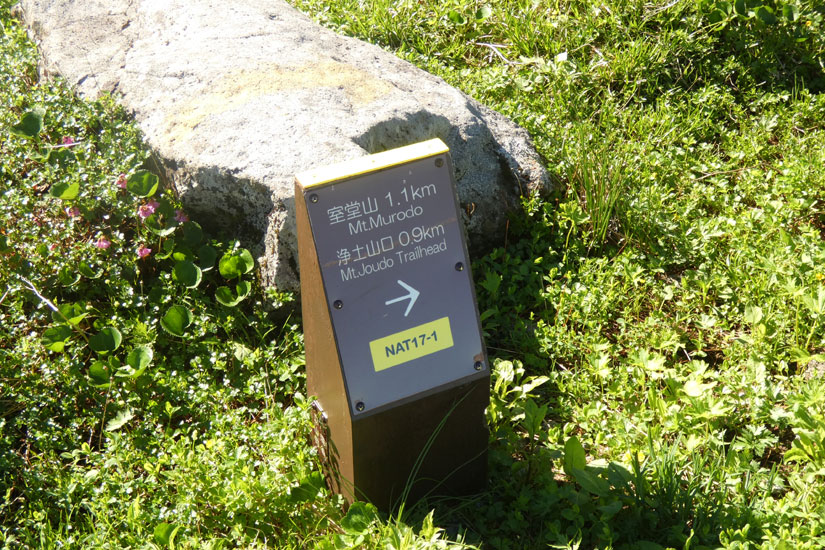 室堂山 1.1km
Mt.Murodo
浄土山口 0.9km
Mt.Joudo Trailhead
→
NAT17-1